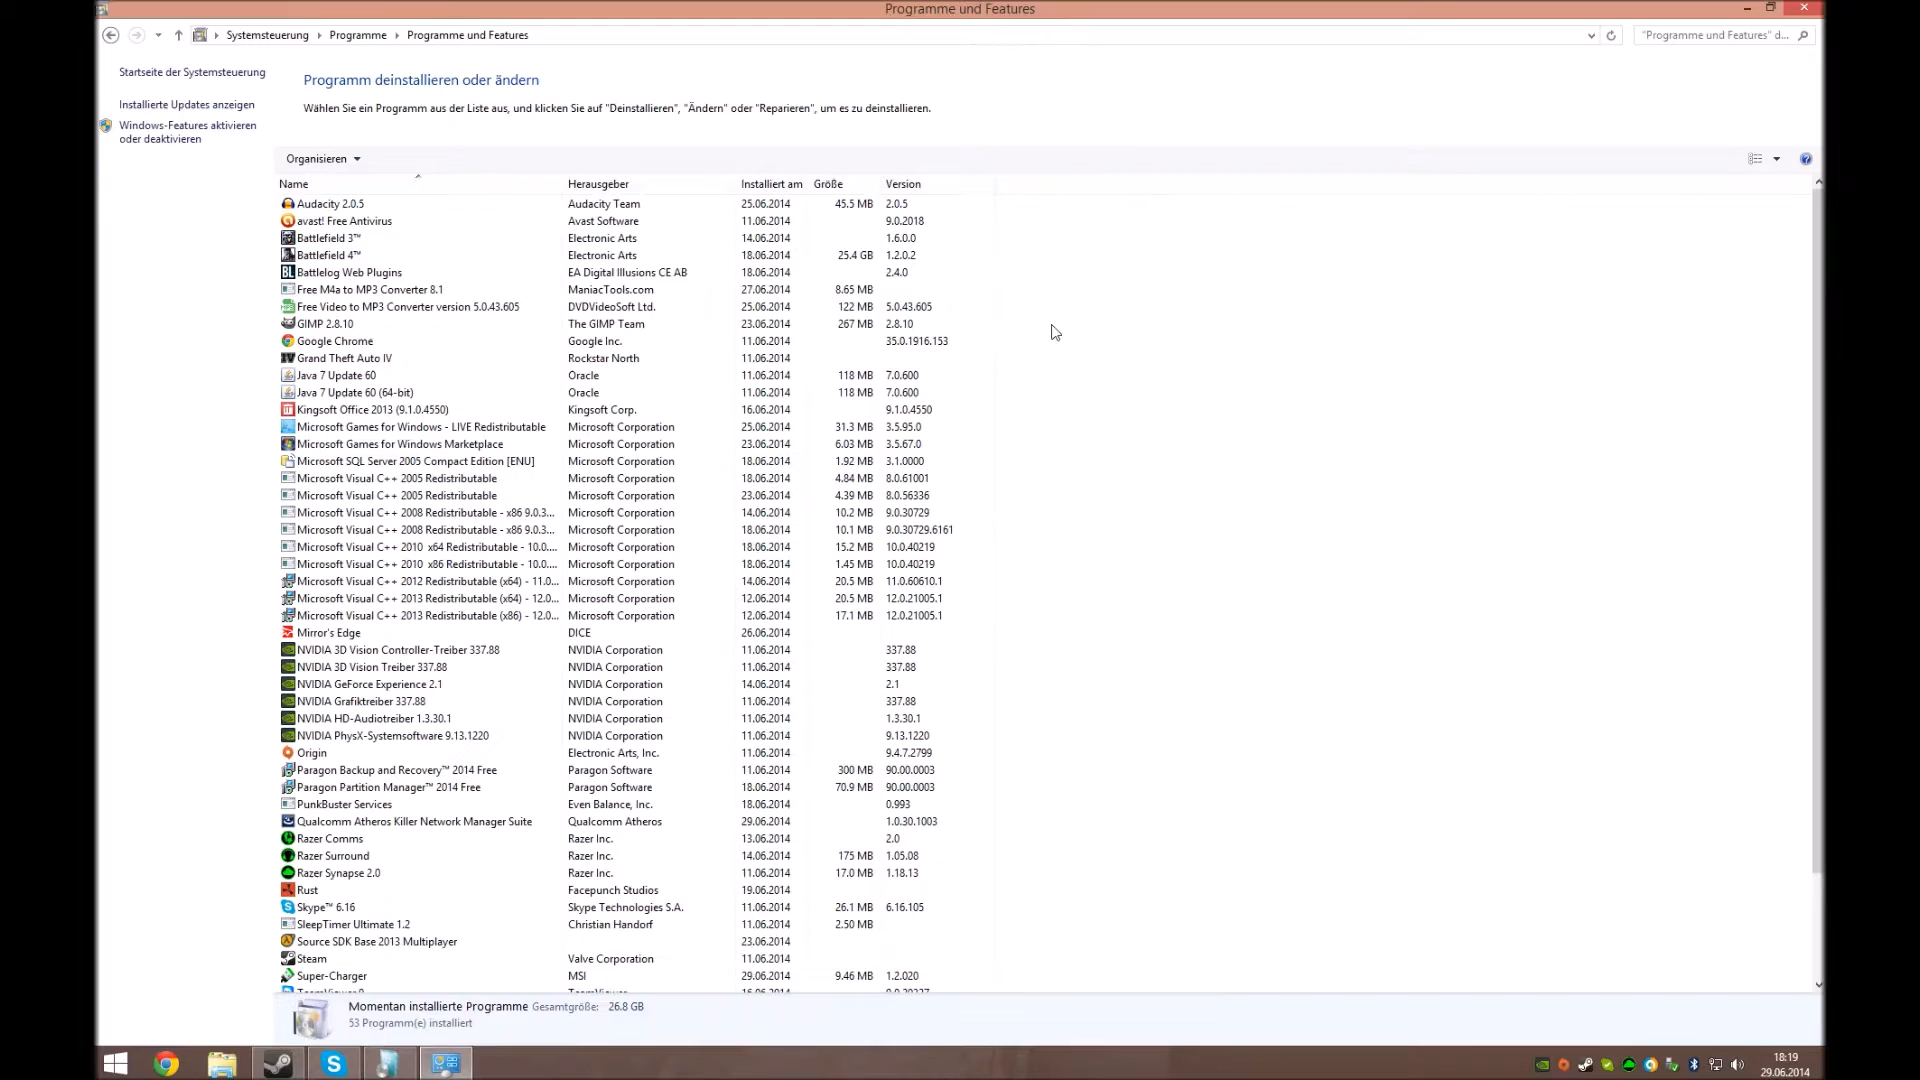 Programme und Features
Systemsteuerung Programme Programme und Features "Programme und Features" d...
Startseite der Systemsteuerung
Installierte Updates anzeigen
Windows-Features aktivieren
oder deaktivieren
Programm deinstallieren oder ändern
Wählen Sie ein Programm aus der Liste aus, und klicken Sie auf "Deinstallieren", "Ändern" oder "Reparieren", um es zu deinstallieren.
Organisieren
Name Herausgeber Installiert am Größe Version
Audacity 2.0.5 Audacity Team 25.06.2014 45.5 MB 2.0.5
avast! Free Antivirus Avast Software 11.06.2014 9.0.2018
Battlefield 3™ Electronic Arts 14.06.2014 1.6.0.0
Battlefield 4™ Electronic Arts 18.06.2014 25.4 GB 1.2.0.2
BL Battlelog Web Plugins EA Digital Illusions CE AB 18.06.2014 2.4.0
Free M4a to MP3 Converter 8.1 ManiacTools.com 27.06.2014 8.65 MB
Free Video to MP3 Converter version 5.0.43.605 DVDVideoSoft Ltd. 25.06.2014 122 MB 5.0.43.605
GIMP 2.8.10 The GIMP Team 23.06.2014 267 MB 2.8.10
Google Chrome Google Inc. 11.06.2014 35.0.1916.153
IV Grand Theft Auto IV Rockstar North 11.06.2014
Java 7 Update 60 Oracle 11.06.2014 118 MB 7.0.600
Java 7 Update 60 (64-bit) Oracle 11.06.2014 118 MB 7.0.600
Kingsoft Office 2013 (9.1.0.4550) Kingsoft Corp. 16.06.2014 9.1.0.4550
Microsoft Games for Windows - LIVE Redistributable Microsoft Corporation 25.06.2014 31.3 MB 3.5.95.0
Microsoft Games for Windows Marketplace Microsoft Corporation 23.06.2014 6.03 MB 3.5.67.0
Microsoft SQL Server 2005 Compact Edition [ENU] Microsoft Corporation 18.06.2014 1.92 MB 3.1.0000
Microsoft Visual C++ 2005 Redistributable Microsoft Corporation 18.06.2014 4.84 MB 8.0.61001
Microsoft Visual C++ 2005 Redistributable Microsoft Corporation 23.06.2014 4.39 MB 8.0.56336
Microsoft Visual C++ 2008 Redistributable - x86 9.0.3... Microsoft Corporation 14.06.2014 10.2 MB 9.0.30729
Microsoft Visual C++ 2008 Redistributable - x86 9.0.3... Microsoft Corporation 18.06.2014 10.1 MB 9.0.30729.6161
Microsoft Visual C++ 2010 x64 Redistributable - 10.0.... Microsoft Corporation 18.06.2014 15.2 MB 10.0.40219
Microsoft Visual C++ 2010 x86 Redistributable - 10.0.... Microsoft Corporation 18.06.2014 1.45 MB 10.0.40219
Microsoft Visual C++ 2012 Redistributable (x64) - 11.0... Microsoft Corporation 14.06.2014 20.5 MB 11.0.60610.1
Microsoft Visual C++ 2013 Redistributable (x64) - 12.0... Microsoft Corporation 12.06.2014 20.5 MB 12.0.21005.1
Microsoft Visual C++ 2013 Redistributable (x86) - 12.0... Microsoft Corporation 12.06.2014 17.1 MB 12.0.21005.1
Mirror's Edge DICE 26.06.2014
NVIDIA 3D Vision Controller-Treiber 337.88 NVIDIA Corporation 11.06.2014 337.88
NVIDIA 3D Vision Treiber 337.88 NVIDIA Corporation 11.06.2014 337.88
NVIDIA GeForce Experience 2.1 NVIDIA Corporation 14.06.2014 2.1
NVIDIA Grafiktreiber 337.88 NVIDIA Corporation 11.06.2014 337.88
NVIDIA HD-Audiotreiber 1.3.30.1 NVIDIA Corporation 11.06.2014 1.3.30.1
NVIDIA PhysX-Systemsoftware 9.13.1220 NVIDIA Corporation 11.06.2014 9.13.1220
Origin Electronic Arts, Inc. 11.06.2014 9.4.7.2799
Paragon Backup and Recovery™ 2014 Free Paragon Software 11.06.2014 300 MB 90.00.0003
Paragon Partition Manager™ 2014 Free Paragon Software 18.06.2014 70.9 MB 90.00.0003
PunkBuster Services Even Balance, Inc. 18.06.2014 0.993
Qualcomm Atheros Killer Network Manager Suite Qualcomm Atheros 29.06.2014 1.0.30.1003
Razer Comms Razer Inc. 13.06.2014 2.0
Razer Surround Razer Inc. 14.06.2014 175 MB 1.05.08
Razer Synapse 2.0 Razer Inc. 11.06.2014 17.0 MB 1.18.13
Rust Facepunch Studios 19.06.2014
Skype™ 6.16 Skype Technologies S.A. 11.06.2014 26.1 MB 6.16.105
SleepTimer Ultimate 1.2 Christian Handorf 11.06.2014 2.50 MB
Source SDK Base 2013 Multiplayer 23.06.2014
Steam Valve Corporation 11.06.2014
Super-Charger MSI 29.06.2014 9.46 MB 1.2.020
Momentan installierte Programme Gesamtgröße: 26.8 GB
53 Programm(e) installiert
18:19
29.06.2014